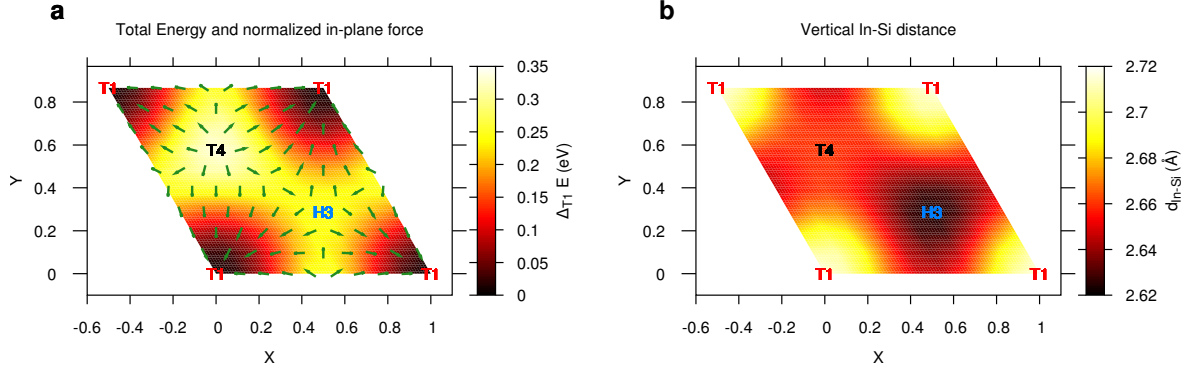 a
Total Energy and normalized in-plane force
T1
T1
T4
H3
T1
T1
0
0.2
0.4
0.6
0.8
Y
-0.6
-0.4
-0.2
0
0.2
0.4
0.6
0.8
1
X
0.35
0.3
0.25
0.2
0.15
0.1
0.05
0
ΔT1 E (eV)
b
Vertical In-Si distance
T1
T1
T4
H3
T1
T1
0
0.2
0.4
0.6
0.8
Y
-0.6
-0.4
-0.2
0
0.2
0.4
0.6
0.8
1
X
2.72
2.7
2.68
2.66
2.64
2.62
dIn-Si (Å)